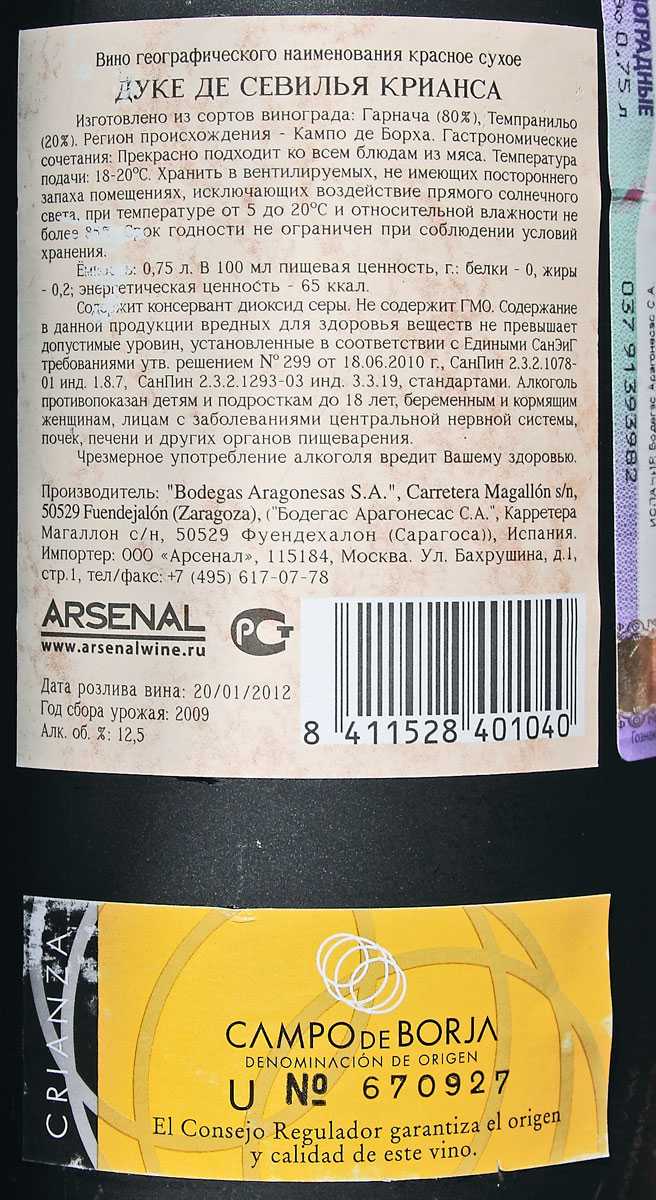 Вино географического наименования красное сухое
ДУКЕ ДЕ СЕВИЛЬЯ КРИАНСА
Изготовлено из сортов винограда: Гарнача (80%), Темпранильо
(20%). Регион происхождения - Кампо де Борха. Гастрономические
сочетания: Прекрасно подходит ко всем блюдам из мяса. Температура
подачи: 18-20°С. Хранить в вентилируемых, не имеющих постороннего
запаха помещениях, исключающих воздействие прямого солнечного
света, при температуре от 5 до 20°С и относительной влажности не
более Срок годности не ограничен при соблюдении условий
хранения.
Ёмкость: 0,75 л. В 100 мл пищевая ценность, г.: белки - 0, жиры
- 0,2; энергетическая ценность - 65 ккал.
Содержит консервант диоксид серы. Не содержит ГМО. Содержание
в данной продукции вредных для здоровья веществ не превышает
допустимые уровни, установленные в соответствии с Едиными СанЭиГ
требованиями утв. решением № 299 от 18.06.2010 г., СанПин 2.3.2.1078-
01 инд. 1.8.7, СанПин 2.3.2.1293-03 инд. 3.3.19, стандартами. Алкоголь
противопоказан детям и подросткам до 18 лет, беременным и кормящим
женщинам, лицам с заболеваниями центральной нервной системы,
почек, печени и других органов пищеварения.
Чрезмерное употребление алкоголя вредит Вашему здоровью.
Производитель: "Bodegas Aragonesas S.A.", Carretera Magallón s/n,
50529 Fuendejalón (Zaragoza), ("Бодегас Арагонесас С.А.", Карретера
Магаллон с/н, 50529 Фуендехалон (Сарагоса)), Испания.
Импортер: ООО «Арсенал», 115184, Москва. Ул. Бахрушина, д.1,
стр.1, тел/факс: +7 (495) 617-07-78
ARSENAL
www.arsenalwine.ru
РСТ
Дата розлива вина: 20/01/2012
Год сбора урожая: 2009
Алк. об. %: 12,5
8 411528 401040
0.75 л
037 91393982
CRIANZA
CAMPO DE BORJA
DENOMINACIÓN DE ORIGEN
U Nº 670927
El Consejo Regulador garantiza el origen
y calidad de este vino.